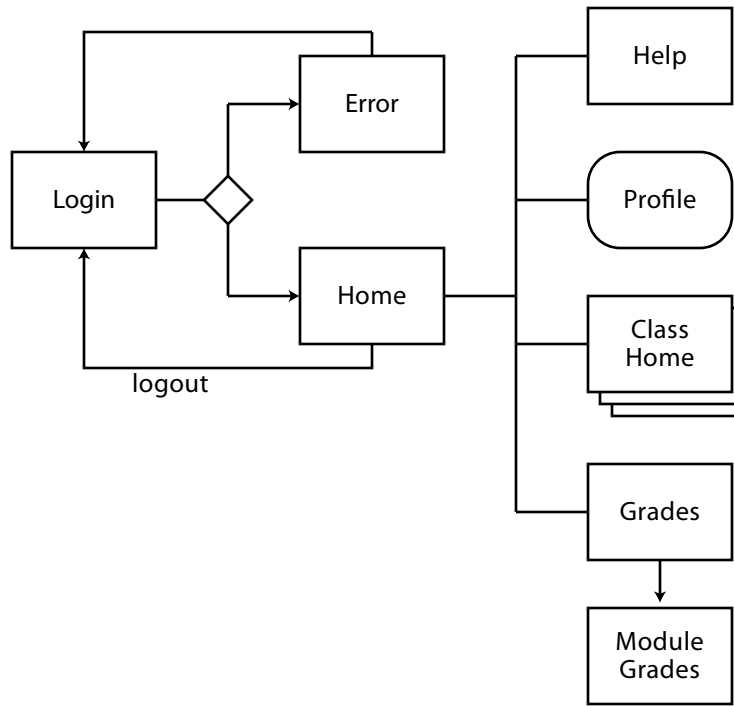 Help
Error
Login
Profile
Home
Class
Home
logout
Grades
Module
Grades